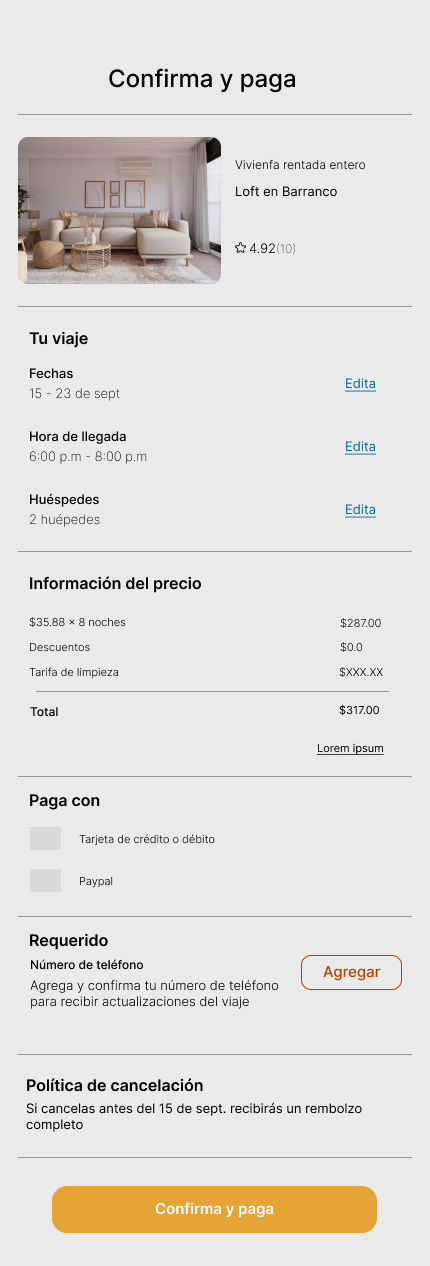 Confirma y paga
Vivienfa rentada entero
Loft en Barranco
4.92(10)
Tu viaje
Fechas
15 - 23 de sept
Edita
Hora de llegada
6:00 p.m - 8:00 p.m
Edita
Huéspedes
2 huépedes
Edita
Información del precio
$35.88 × 8 noches $287.00
Descuentos $0.0
Tarifa de limpieza $XXX.XX
Total $317.00
Lorem ipsum
Paga con
Tarjeta de crédito o débito
Paypal
Requerido
Número de teléfono
Agrega y confirma tu número de teléfono
para recibir actualizaciones del viaje
Agregar
Política de cancelación
Si cancelas antes del 15 de sept. recibirás un rembolzo
completo
Confirma y paga